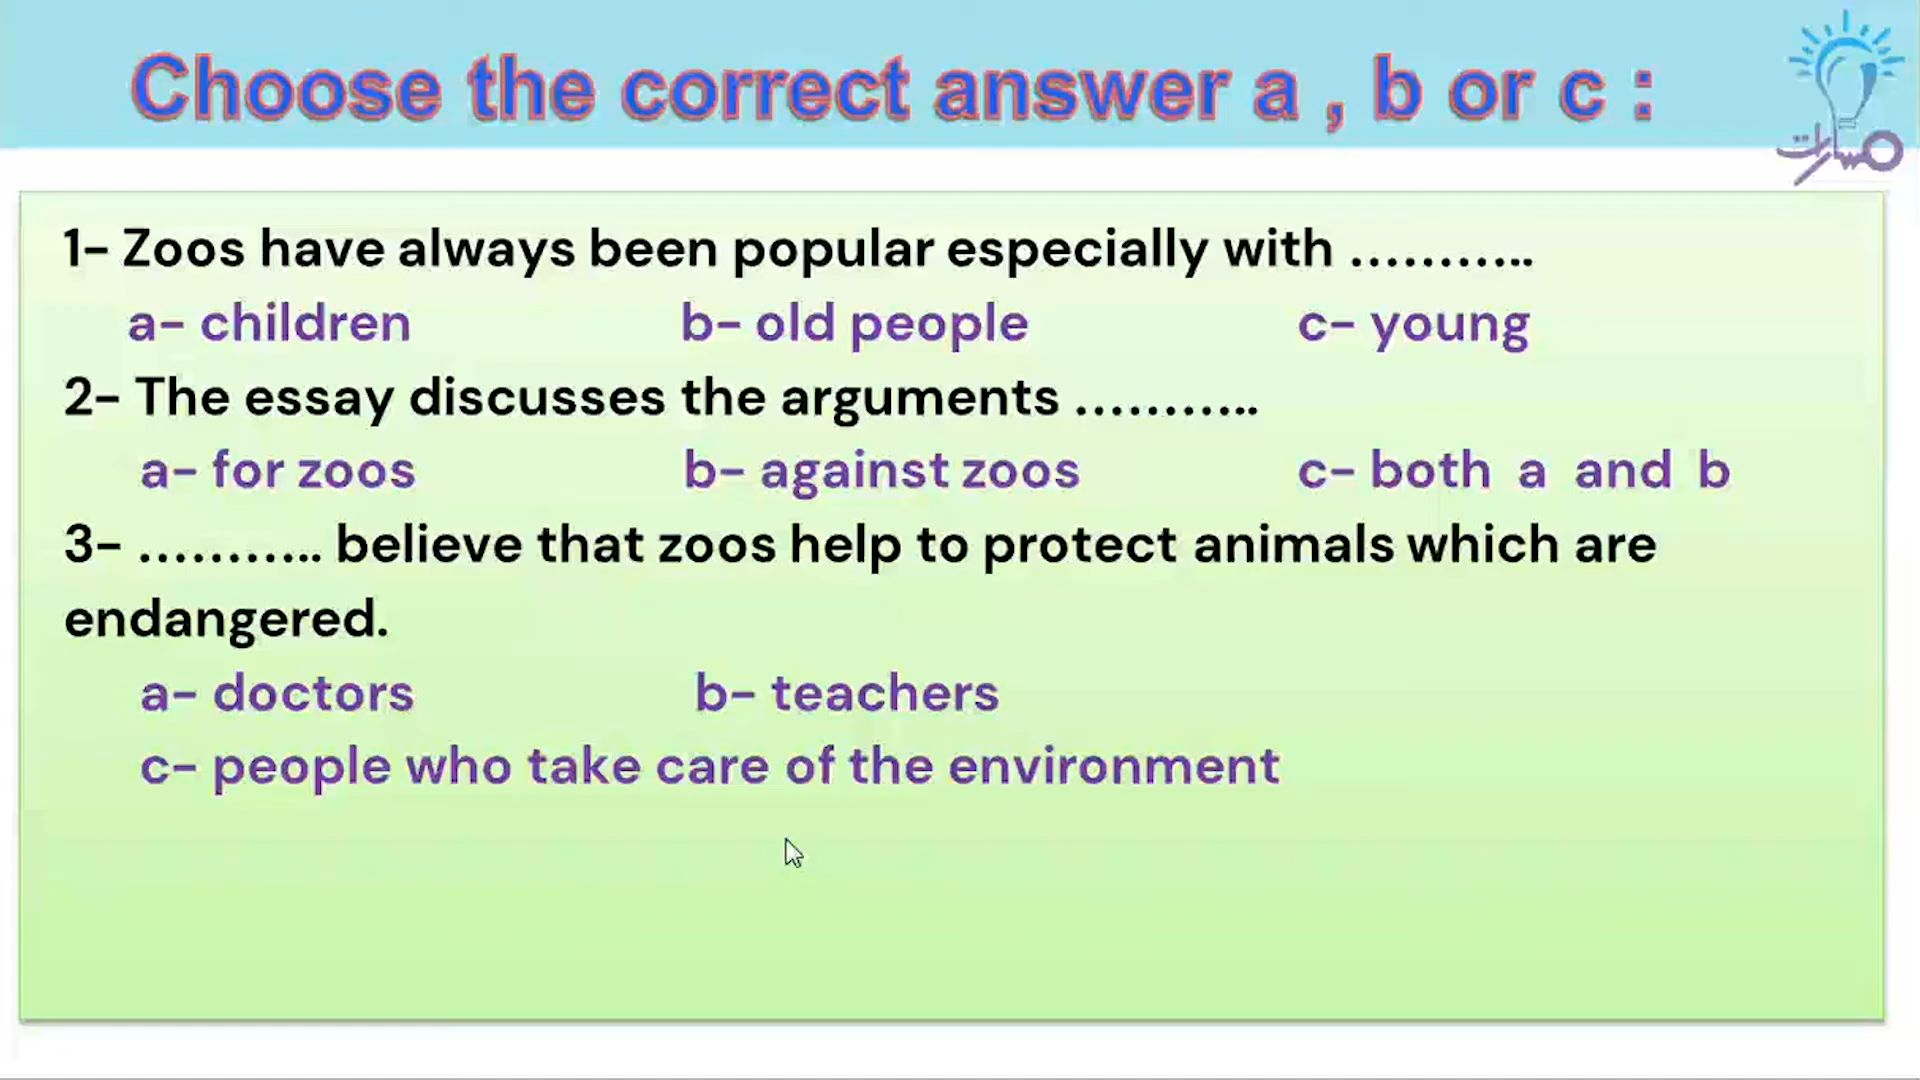 Choose the correct answer a , b or c :
مسارات
1- Zoos have always been popular especially with ………..
a- children b- old people c- young
2- The essay discusses the arguments ………..
a- for zoos b- against zoos c- both a and b
3- ……….. believe that zoos help to protect animals which are
endangered.
a- doctors b- teachers
c- people who take care of the environment